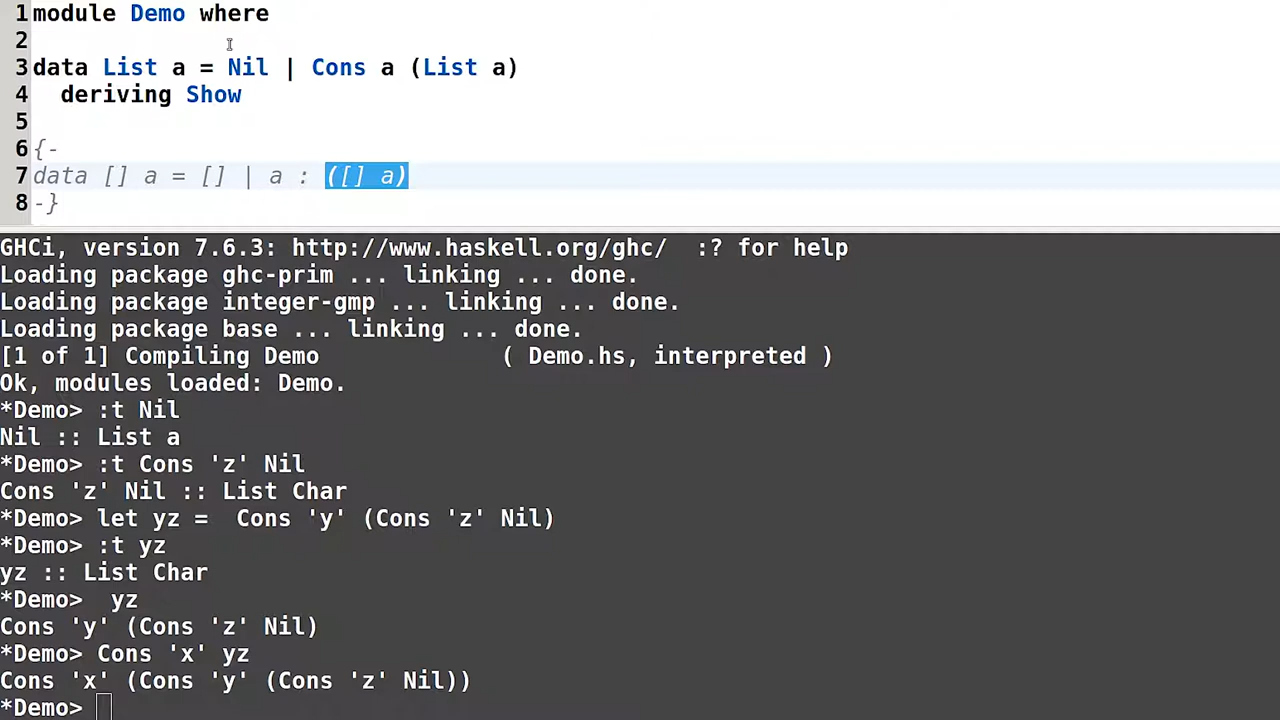 1 module Demo where
2
3 data List a = Nil | Cons a (List a)
4   deriving Show
5
6 {-
7 data [] a = [] | a : ([] a)
8 -}
GHCi, version 7.6.3: http://www.haskell.org/ghc/  :? for help
Loading package ghc-prim ... linking ... done.
Loading package integer-gmp ... linking ... done.
Loading package base ... linking ... done.
[1 of 1] Compiling Demo             ( Demo.hs, interpreted )
Ok, modules loaded: Demo.
*Demo> :t Nil
Nil :: List a
*Demo> :t Cons 'z' Nil
Cons 'z' Nil :: List Char
*Demo> let yz =  Cons 'y' (Cons 'z' Nil)
*Demo> :t yz
yz :: List Char
*Demo>  yz
Cons 'y' (Cons 'z' Nil)
*Demo> Cons 'x' yz
Cons 'x' (Cons 'y' (Cons 'z' Nil))
*Demo>